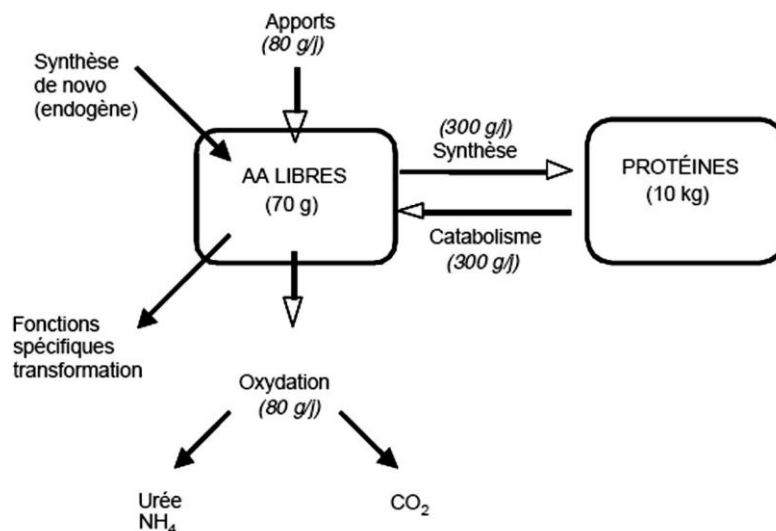 Apports
(80 g/j)
Synthèse
de novo
(endogène)
(300 g/j)
Synthèse
AA LIBRES
(70 g)
PROTÉINES
(10 kg)
Catabolisme
(300 g/j)
Fonctions
spécifiques
transformation
Oxydation
(80 g/j)
Urée
NH4
CO2